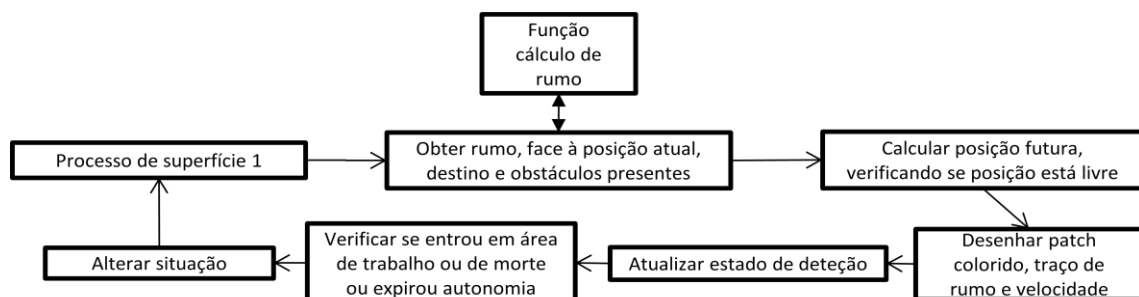 Função
cálculo de
rumo
Processo de superfície 1
Obter rumo, face à posição atual,
destino e obstáculos presentes
Calcular posição futura,
verificando se posição está livre
Alterar situação
Verificar se entrou em área
de trabalho ou de morte
ou expirou autonomia
Atualizar estado de deteção
Desenhar patch
colorido, traço de
rumo e velocidade